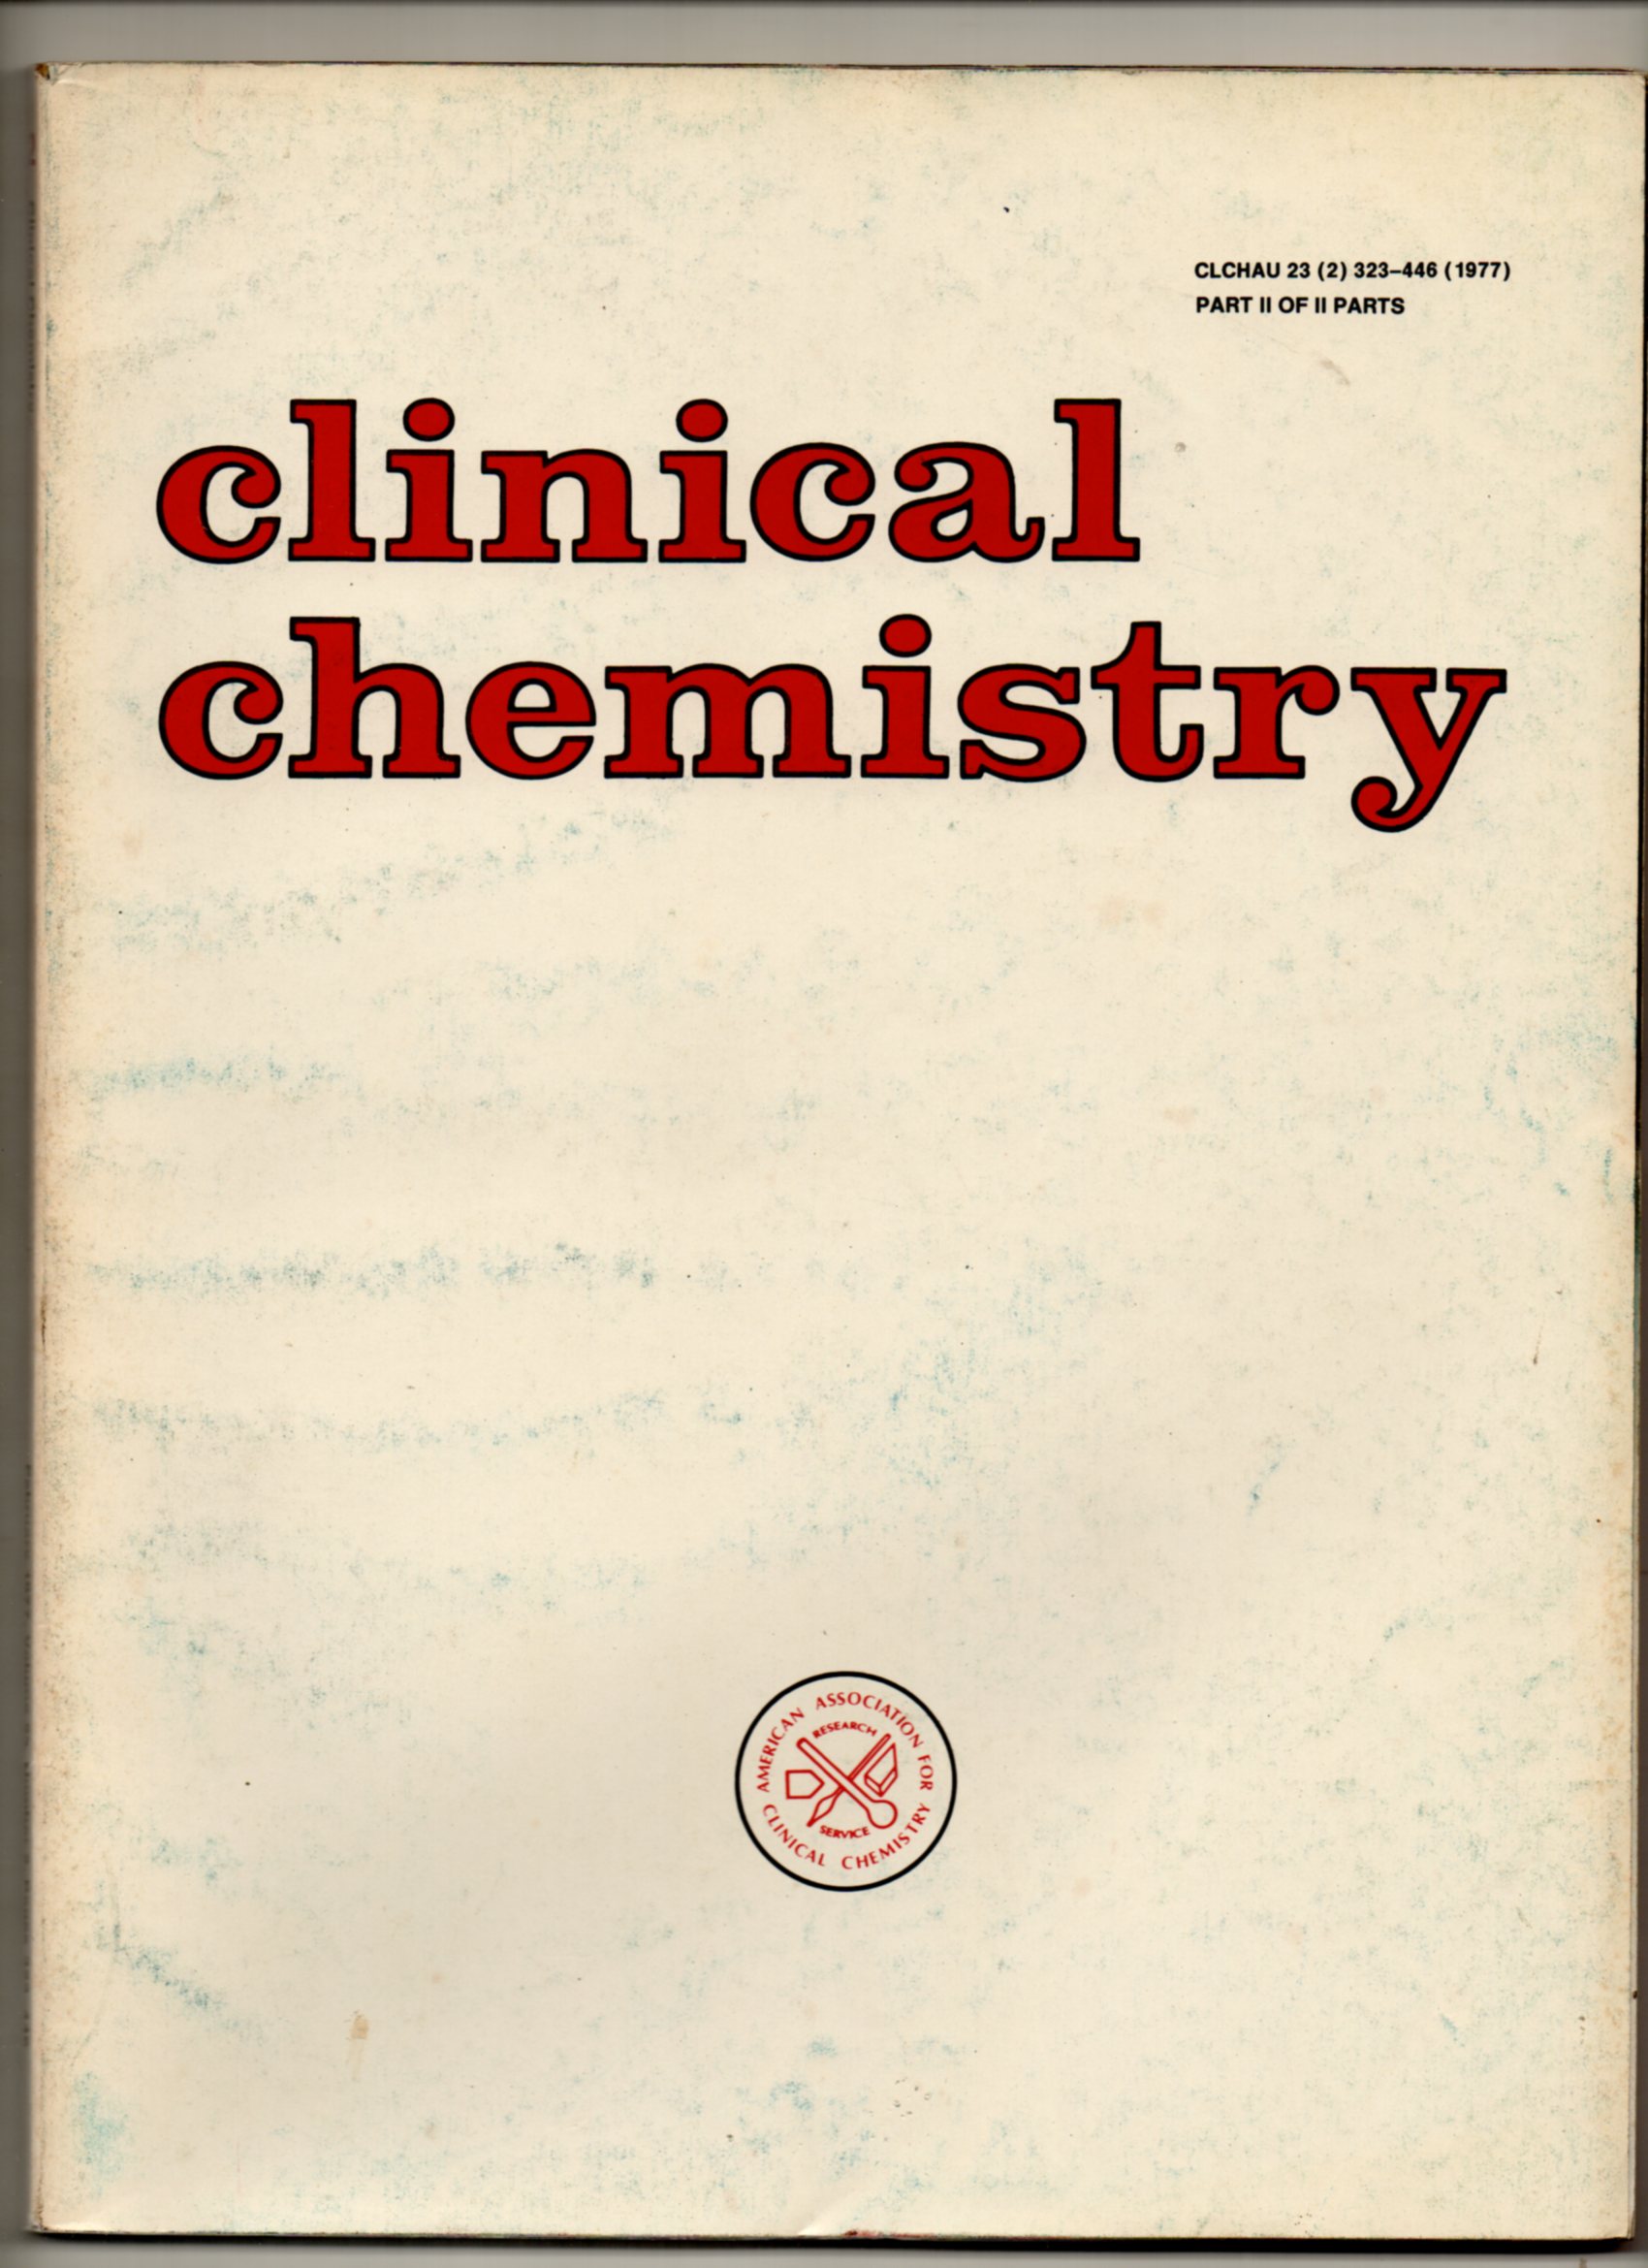 CLCHAU 23 (2) 323–446 (1977)
PART II OF II PARTS
clinical
chemistry
AMERICAN ASSOCIATION FOR
CLINICAL CHEMISTRY
RESEARCH
SERVICE